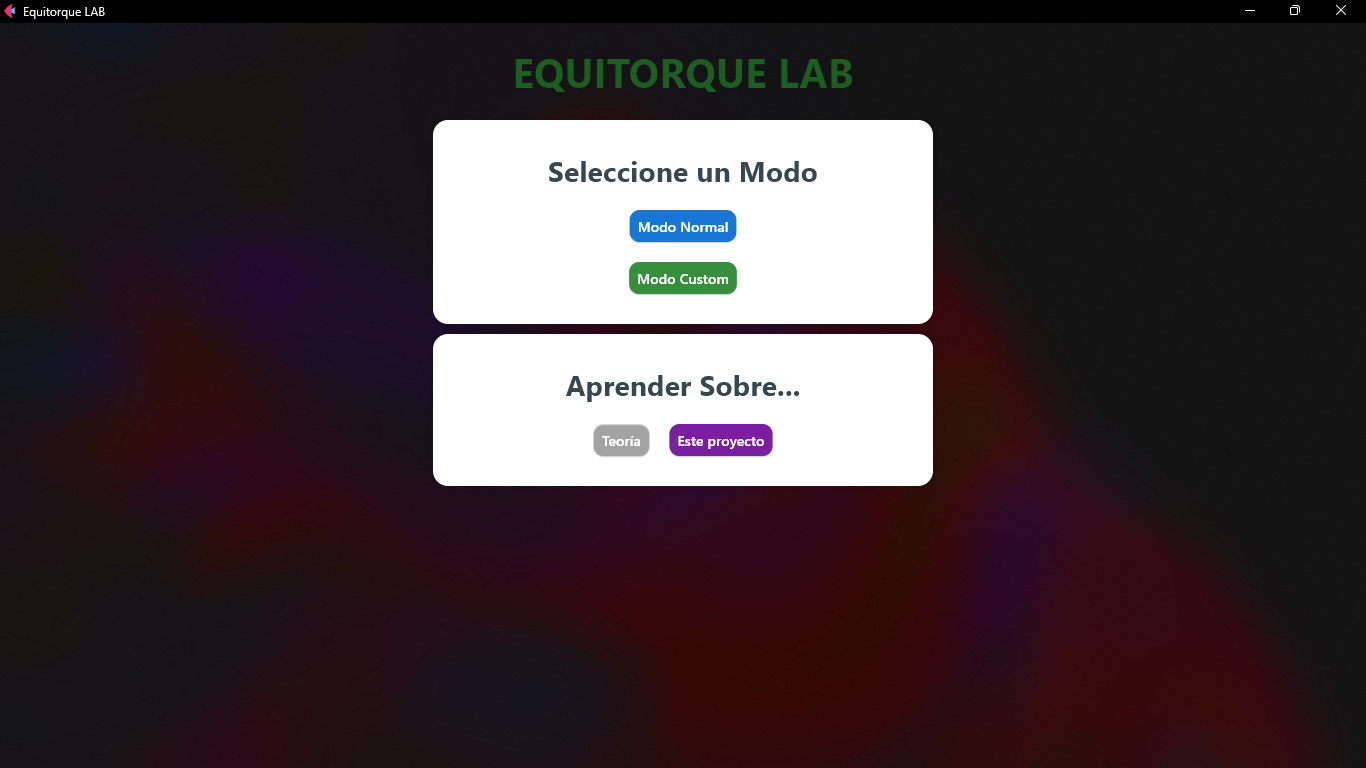 Equitorque LAB
EQUITORQUE LAB
Seleccione un Modo
Modo Normal
Modo Custom
Aprender Sobre...
Teoría
Este proyecto